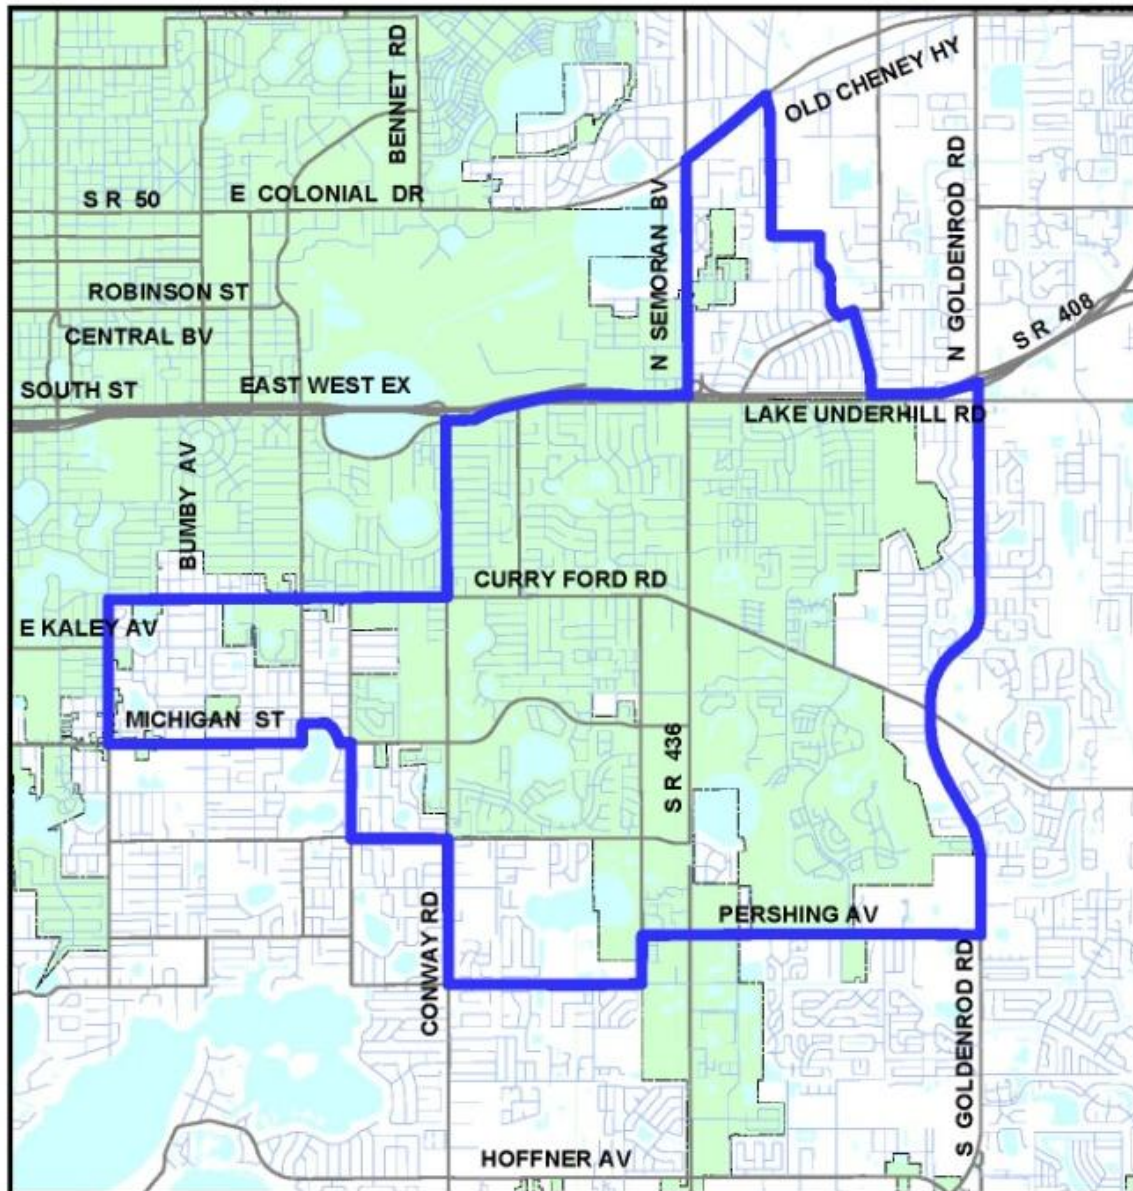 OLD CHENEY HY
BENNET RD
S R 50
E COLONIAL DR
N SEMORAN BV
N GOLDENROD RD
ROBINSON ST
S R 408
CENTRAL BV
SOUTH ST
EAST WEST EX
LAKE UNDERHILL RD
BUMBY AV
CURRY FORD RD
E KALEY AV
MICHIGAN ST
S R 436
PERSHING AV
CONWAY RD
S GOLDENROD RD
HOFFNER AV